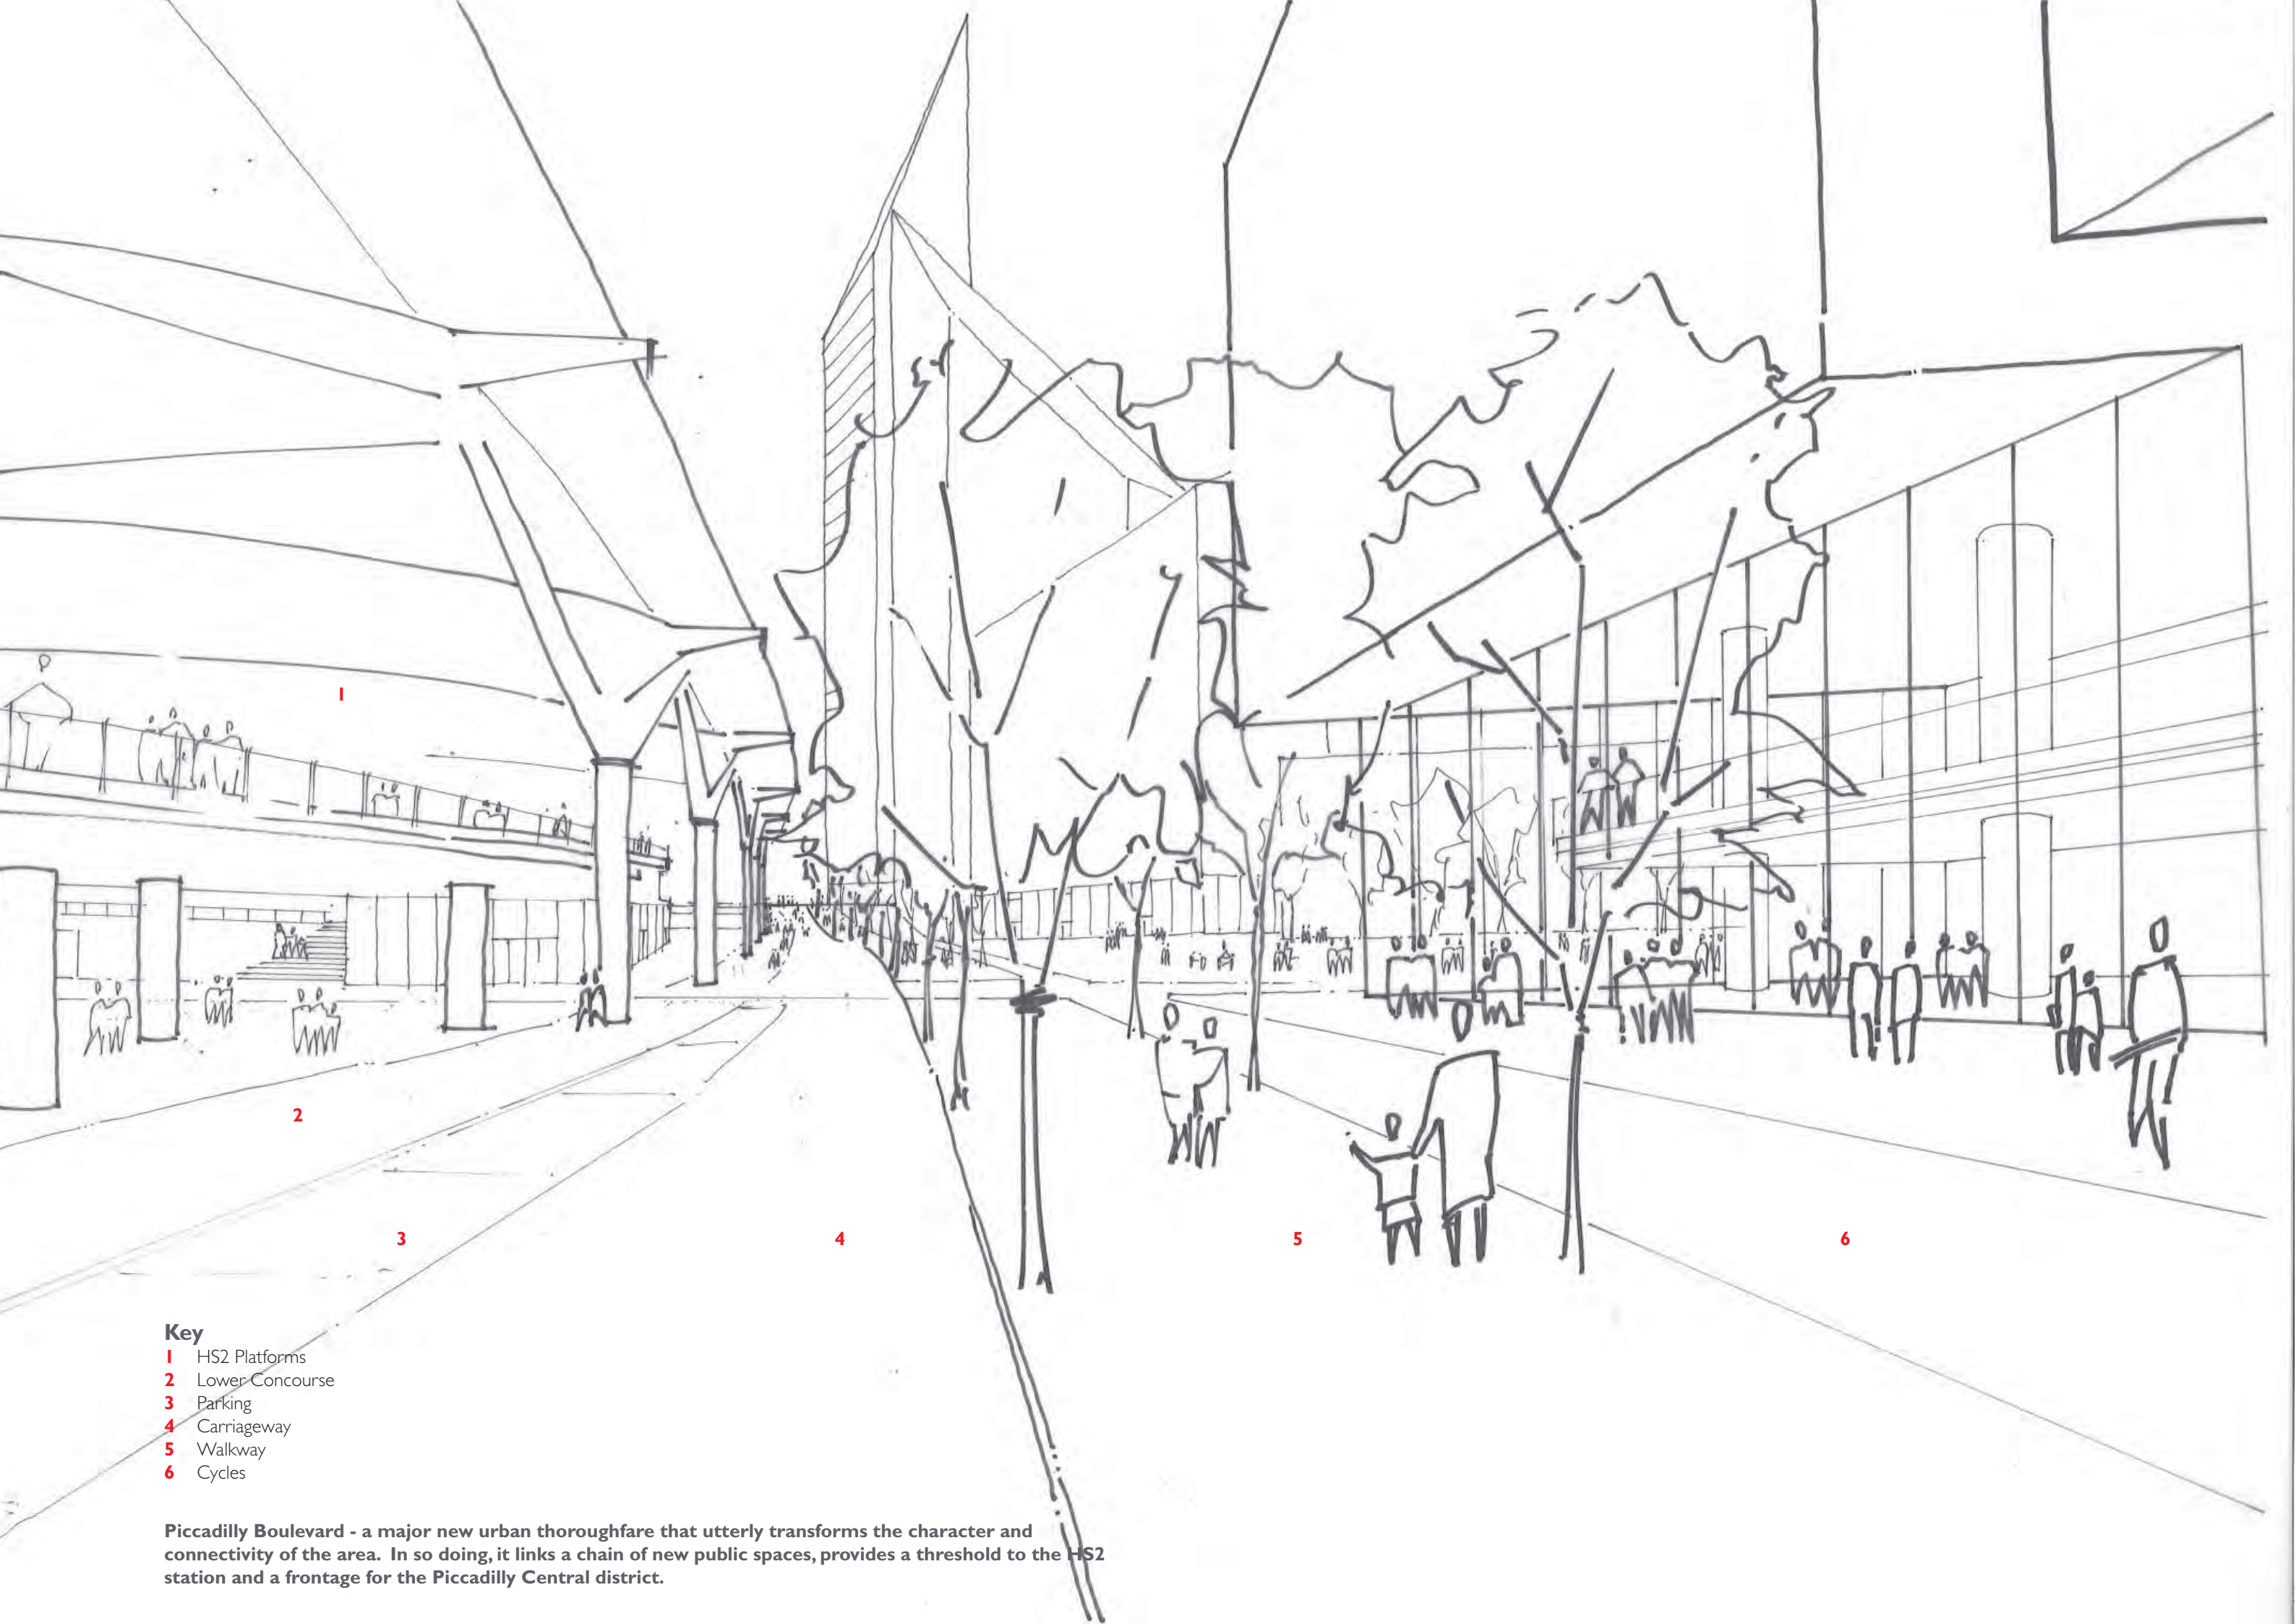 1
2
3
4
5
6
Key
1 HS2 Platforms
2 Lower Concourse
3 Parking
4 Carriageway
5 Walkway
6 Cycles
Piccadilly Boulevard - a major new urban thoroughfare that utterly transforms the character and
connectivity of the area. In so doing, it links a chain of new public spaces, provides a threshold to the HS2
station and a frontage for the Piccadilly Central district.